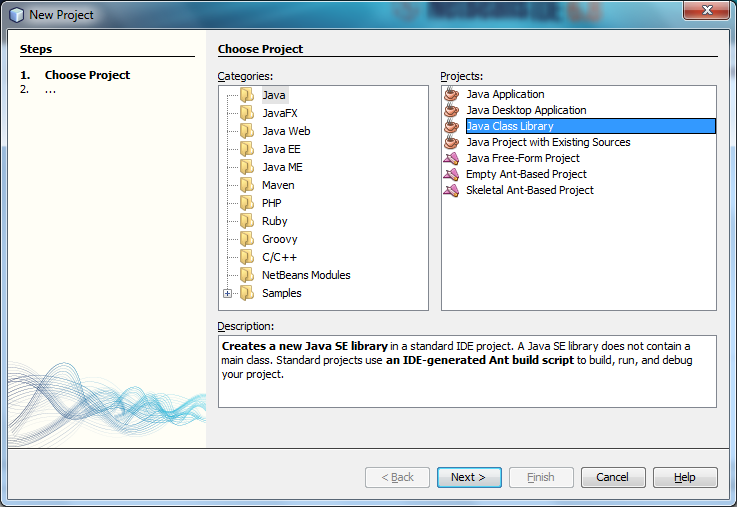 New Project
Steps
1. Choose Project
2. ...
Choose Project
Categories:
Java
JavaFX
Java Web
Java EE
Java ME
Maven
PHP
Ruby
Groovy
C/C++
NetBeans Modules
Samples
Projects:
Java Application
Java Desktop Application
Java Class Library
Java Project with Existing Sources
Java Free-Form Project
Empty Ant-Based Project
Skeletal Ant-Based Project
Description:
Creates a new Java SE library in a standard IDE project. A Java SE library does not contain a
main class. Standard projects use an IDE-generated Ant build script to build, run, and debug
your project.
< Back
Next >
Finish
Cancel
Help